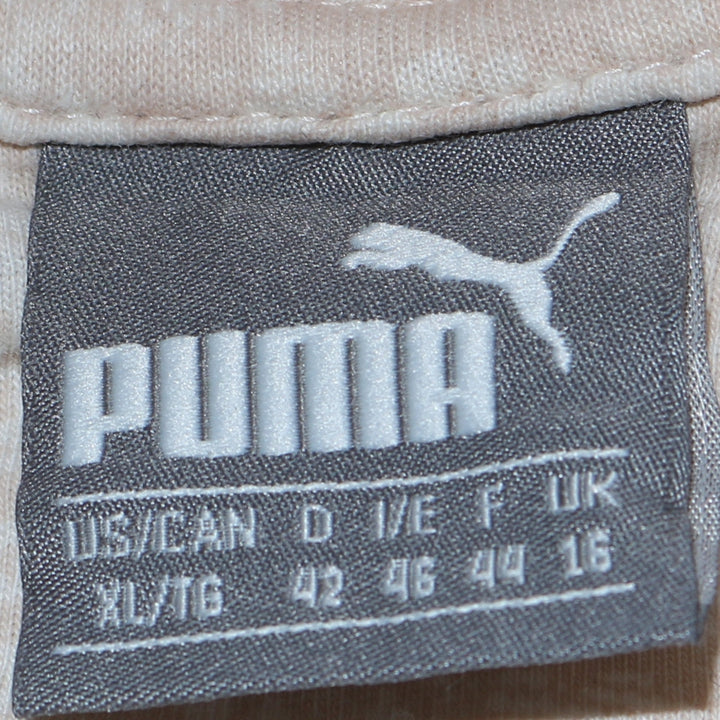 PUMA
US/CAN D I/E F UK
XL/TG 42 46 44 16